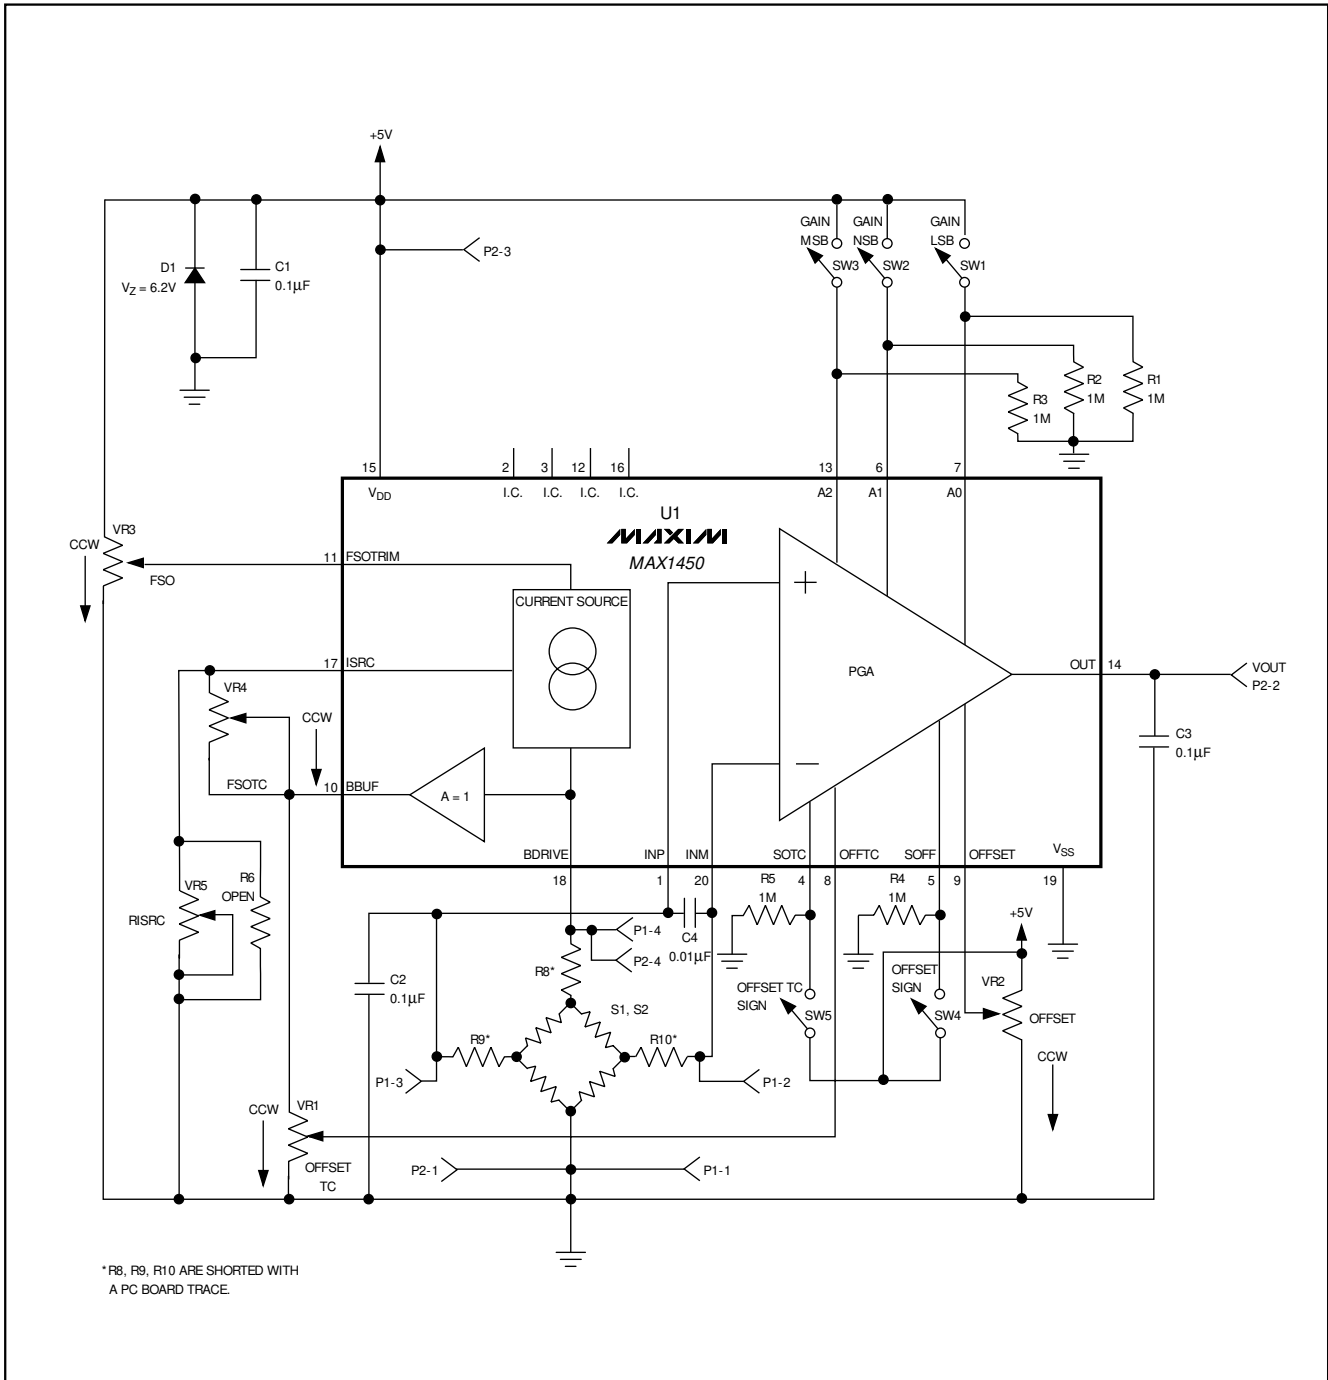 +5V
P2-3
D1
VZ = 6.2V
C1
0.1µF
GAIN
MSB
SW3
GAIN
NSB
SW2
GAIN
LSB
SW1
R3
1M
R2
1M
R1
1M
15
2
3
12
16
13
6
7
VDD
I.C.
I.C.
I.C.
I.C.
A2
A1
A0
U1
MAXIM
MAX1450
VR3
CCW
FSO
11
FSOTRIM
CURRENT SOURCE
17
ISRC
VR4
CCW
FSOTC
10
BBUF
A = 1
PGA
OUT
14
VOUT
P2-2
C3
0.1µF
BDRIVE
INP
INM
SOTC
OFFTC
SOFF
OFFSET
VSS
18
1
20
4
8
5
9
19
VR5
RISRC
R6
OPEN
R5
1M
R4
1M
+5V
P1-4
P2-4
C4
0.01µF
C2
0.1µF
R8*
S1, S2
R9*
R10*
P1-3
P1-2
OFFSET TC
SIGN
SW5
OFFSET
SIGN
SW4
VR2
OFFSET
CCW
CCW
VR1
OFFSET
TC
P2-1
P1-1
* R8, R9, R10 ARE SHORTED WITH
A PC BOARD TRACE.